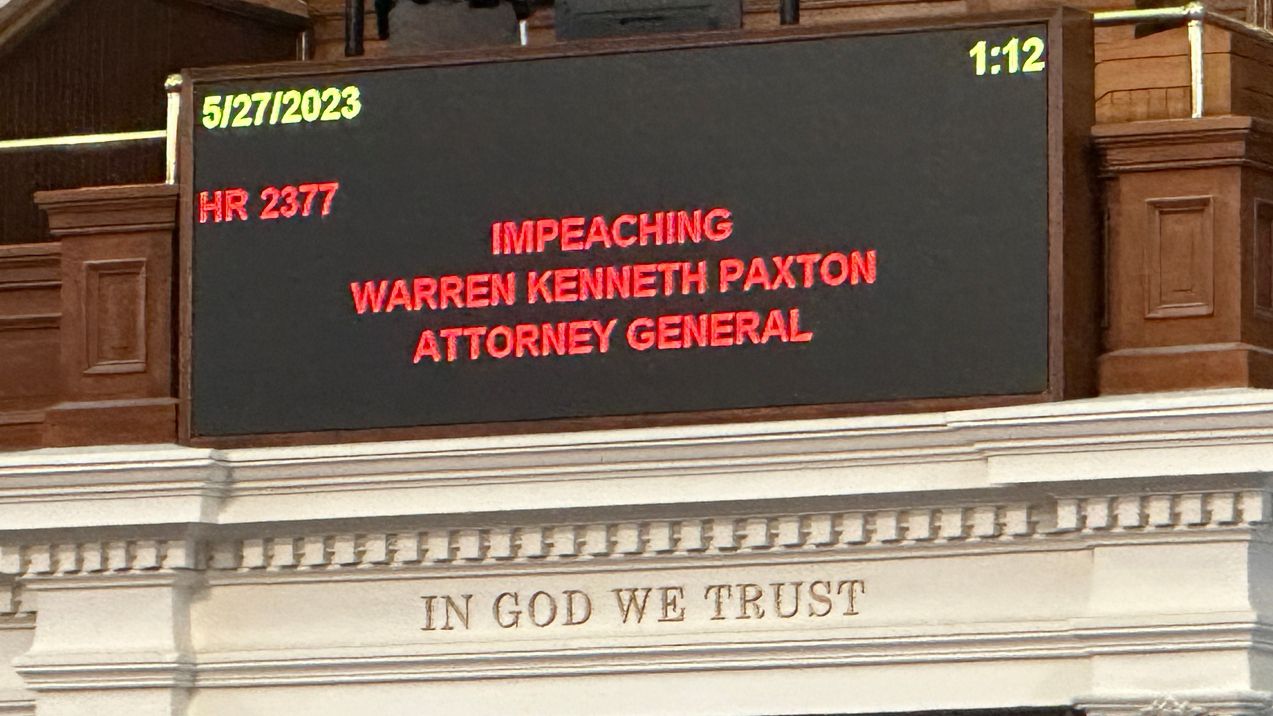 5/27/2023 1:12
HR 2377
IMPEACHING
WARREN KENNETH PAXTON
ATTORNEY GENERAL
IN GOD WE TRUST